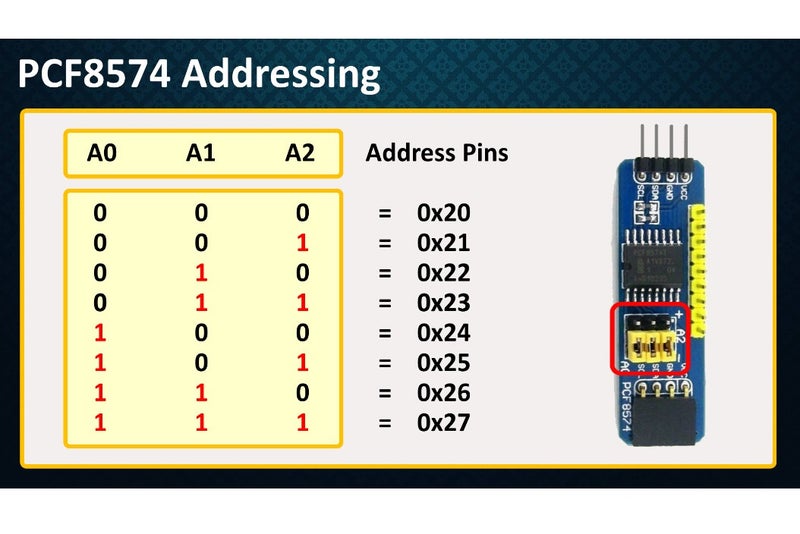 PCF8574 Addressing
A0 A1 A2 Address Pins
0 0 0 = 0x20
0 0 1 = 0x21
0 1 0 = 0x22
0 1 1 = 0x23
1 0 0 = 0x24
1 0 1 = 0x25
1 1 0 = 0x26
1 1 1 = 0x27
SCL SDA GND VCC
PCF8574T
+ A2 -
A0
PCF8574